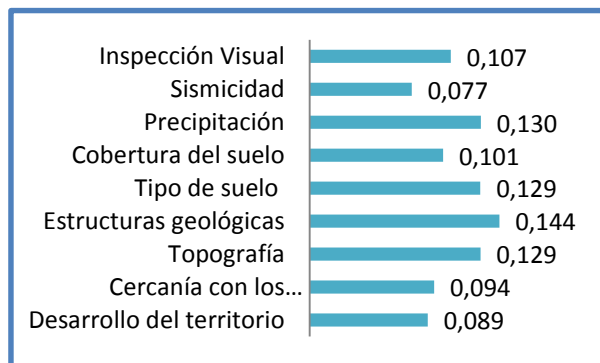 Inspección Visual 0,107
Sismicidad 0,077
Precipitación 0,130
Cobertura del suelo 0,101
Tipo de suelo 0,129
Estructuras geológicas 0,144
Topografía 0,129
Cercanía con los... 0,094
Desarrollo del territorio 0,089